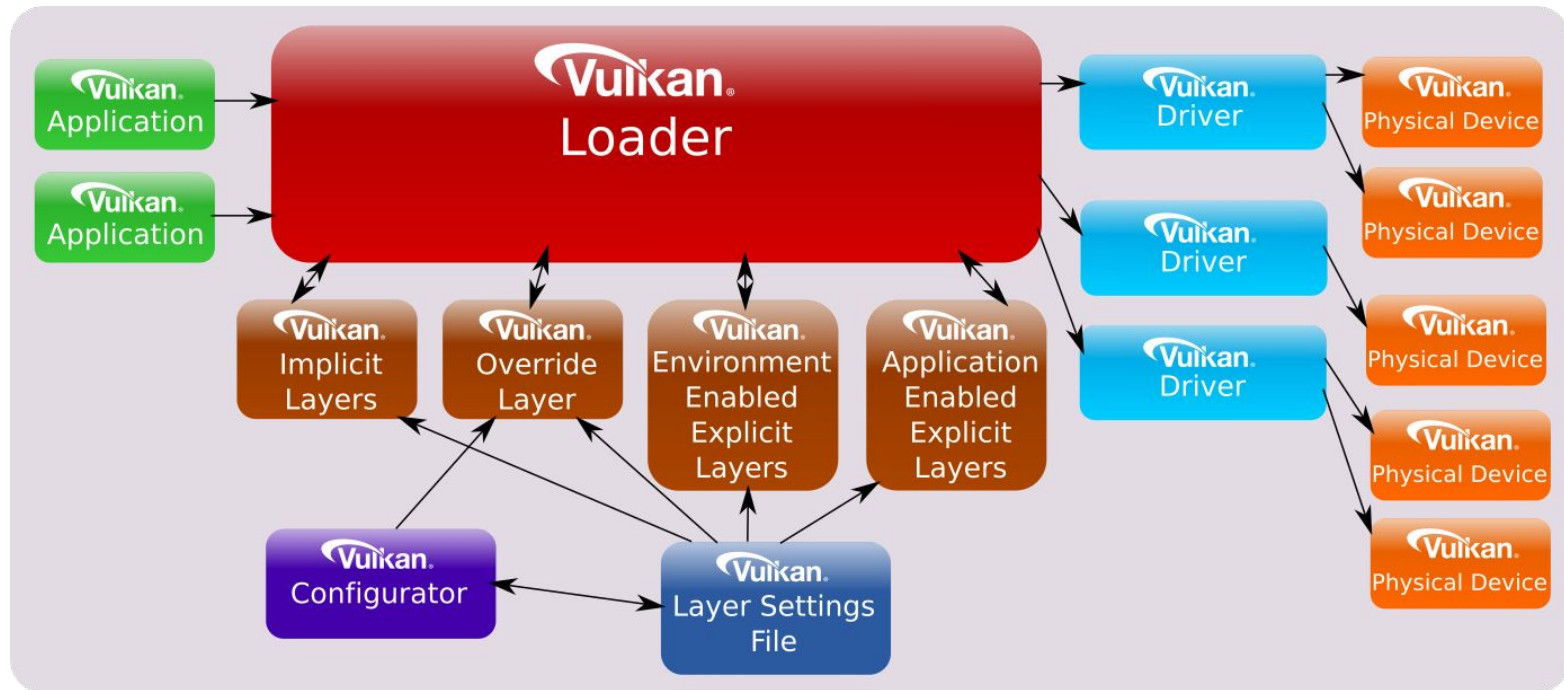 Vulkan®
Loader
Vulkan®
Application
Vulkan®
Application
Vulkan®
Driver
Vulkan®
Driver
Vulkan®
Driver
Vulkan®
Physical Device
Vulkan®
Physical Device
Vulkan®
Physical Device
Vulkan®
Physical Device
Vulkan®
Physical Device
Vulkan®
Implicit
Layers
Vulkan®
Override
Layer
Vulkan®
Environment
Enabled
Explicit
Layers
Vulkan®
Application
Enabled
Explicit
Layers
Vulkan®
Configurator
Vulkan®
Layer Settings
File